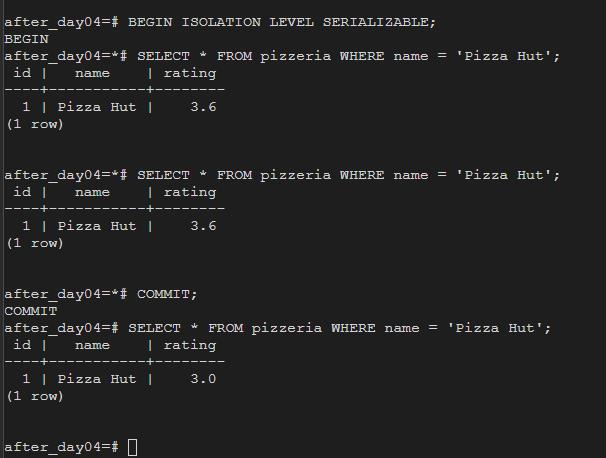 after_day04=# BEGIN ISOLATION LEVEL SERIALIZABLE;
BEGIN
after_day04=*# SELECT * FROM pizzeria WHERE name = 'Pizza Hut';
 id |   name    | rating
----+-----------+--------
  1 | Pizza Hut |    3.6
(1 row)

after_day04=*# SELECT * FROM pizzeria WHERE name = 'Pizza Hut';
 id |   name    | rating
----+-----------+--------
  1 | Pizza Hut |    3.6
(1 row)

after_day04=*# COMMIT;
COMMIT
after_day04=# SELECT * FROM pizzeria WHERE name = 'Pizza Hut';
 id |   name    | rating
----+-----------+--------
  1 | Pizza Hut |    3.0
(1 row)

after_day04=#